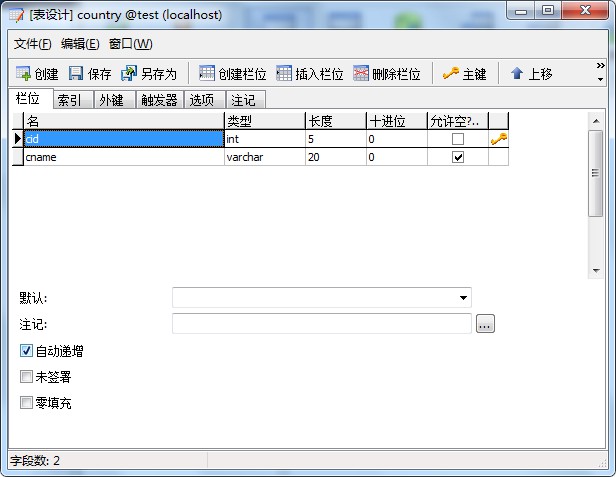 [表设计] country @test (localhost)
文件(F) 编辑(E) 窗口(W)
创建 保存 另存为 创建栏位 插入栏位 删除栏位 主键 上移
栏位 索引 外键 触发器 选项 注记
名 类型 长度 十进位 允许空?..
cid int 5 0
cname varchar 20 0
默认:
注记:
...
自动递增
未签署
零填充
字段数: 2